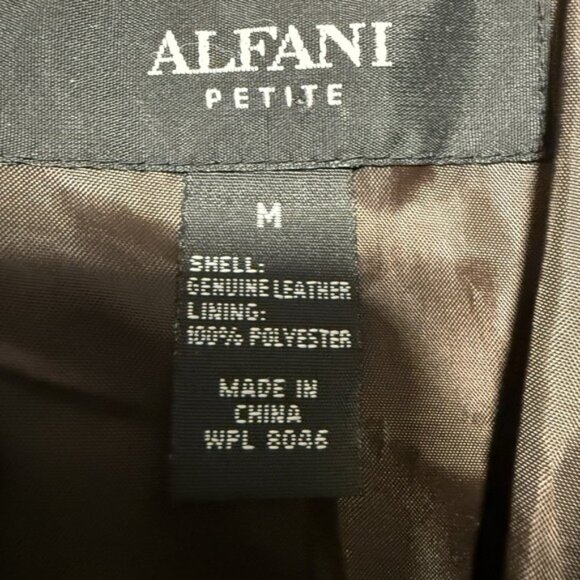 ALFANI
PETITE
M
SHELL:
GENUINE LEATHER
LINING:
100% POLYESTER
MADE IN
CHINA
WPL 8046